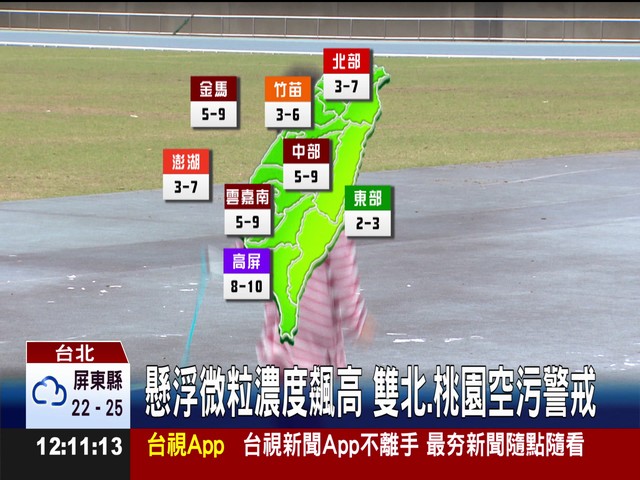 北部
3-7
金馬
5-9
竹苗
3-6
中部
5-9
澎湖
3-7
雲嘉南
5-9
東部
2-3
高屏
8-10
台北
屏東縣
22-25
懸浮微粒濃度飆高 雙北.桃園空污警戒
12:11:13
台視App 台視新聞App不離手 最夯新聞隨點隨看